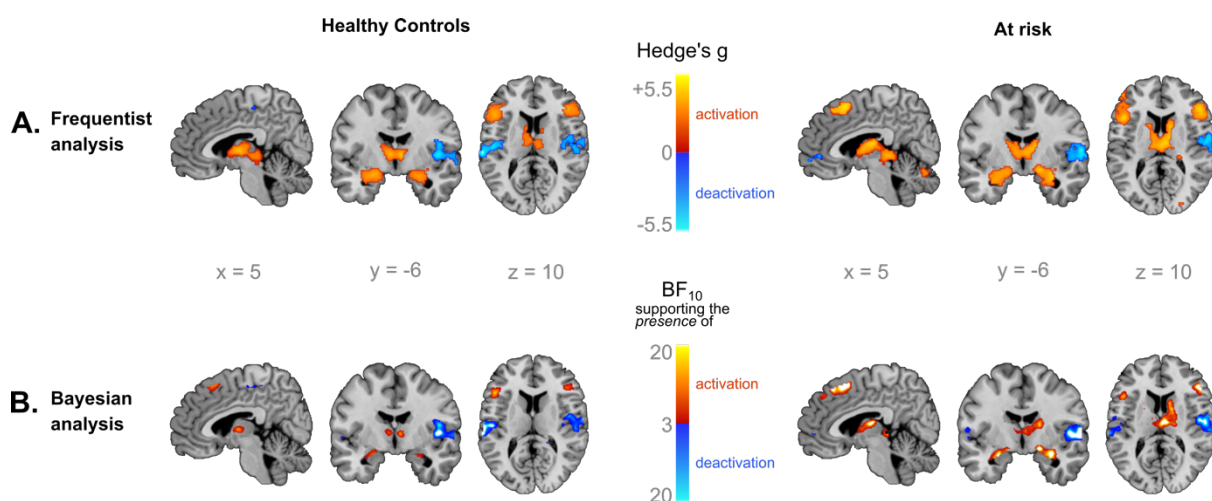 Healthy Controls
At risk
Hedge's g
A. Frequentist
analysis
+5.5
activation
0
deactivation
-5.5
x = 5
y = -6
z = 10
x = 5
y = -6
z = 10
BF₁₀
supporting the
presence of
B. Bayesian
analysis
20
activation
3
deactivation
20